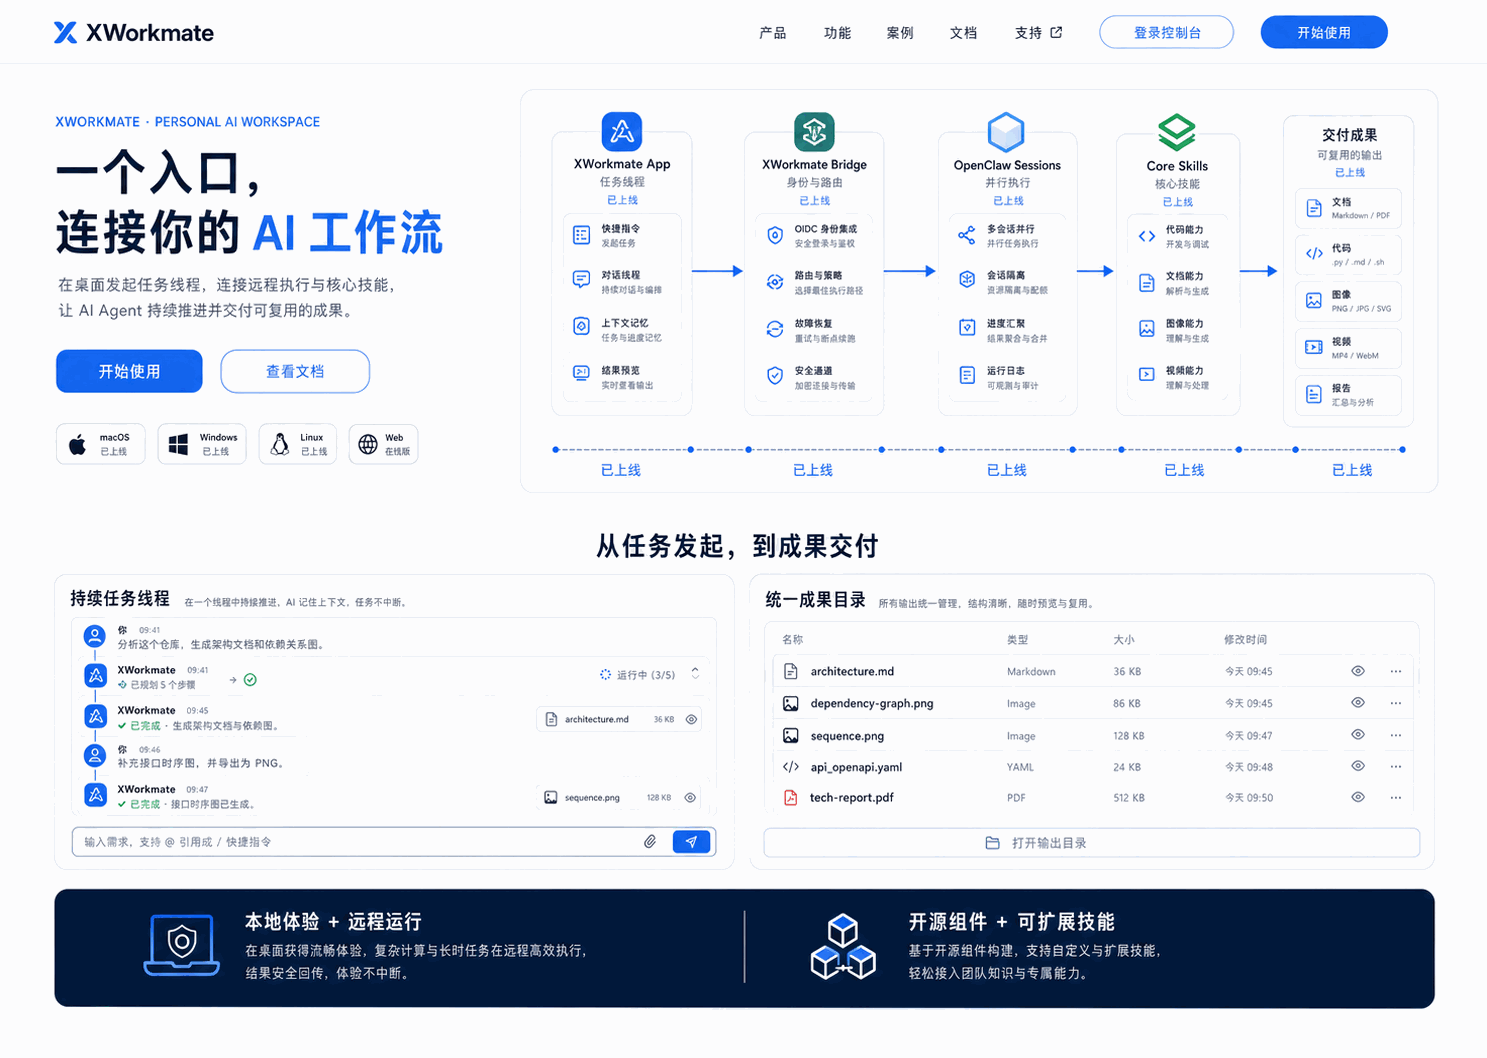 XWorkmate
产品
功能
案例
文档
支持
登录控制台
开始使用
XWORKMATE · PERSONAL AI WORKSPACE
一个入口，
连接你的 AI 工作流
在桌面发起任务线程，连接远程执行与核心技能，
让 AI Agent 持续推进并交付可复用的成果。
开始使用
查看文档
macOS
已上线
Windows
已上线
Linux
已上线
Web
在线版
XWorkmate App
任务线程
已上线
快捷指令
发起任务
对话线程
持续对话与编排
上下文记忆
任务与进度记忆
结果预览
实时查看输出
XWorkmate Bridge
身份与路由
已上线
OIDC 身份集成
安全登录与鉴权
路由与策略
选择最佳执行路径
故障恢复
重试与断点续跑
安全通道
加密连接与传输
OpenClaw Sessions
并行执行
已上线
多会话并行
并行任务执行
会话隔离
资源隔离与配额
进度汇聚
结果聚合与合并
运行日志
可观测与审计
Core Skills
核心技能
已上线
代码能力
开发与调试
文档能力
解析与生成
图像能力
理解与生成
视频能力
理解与处理
交付成果
可复用的输出
已上线
文档
Markdown / PDF
代码
.py / .md / .sh
图像
PNG / JPG / SVG
视频
MP4 / WebM
报告
汇总与分析
已上线
已上线
已上线
已上线
已上线
从任务发起，到成果交付
持续任务线程
在一个线程中持续推进，AI 记住上下文，任务不中断。
你 09:41
分析这个仓库，生成架构文档和依赖关系图。
XWorkmate 09:41
已规划 5 个步骤
运行中 (3/5)
XWorkmate 09:45
已完成 · 生成架构文档与依赖图。
architecture.md 36 KB
你 09:46
补充接口时序图，并导出为 PNG。
XWorkmate 09:47
已完成 · 接口时序图已生成。
sequence.png 128 KB
输入需求，支持 @ 引用成 / 快捷指令
统一成果目录
所有输出统一管理，结构清晰，随时预览与复用。
名称 类型 大小 修改时间
architecture.md Markdown 36 KB 今天 09:45
dependency-graph.png Image 86 KB 今天 09:45
sequence.png Image 128 KB 今天 09:47
api_openapi.yaml YAML 24 KB 今天 09:48
tech-report.pdf PDF 512 KB 今天 09:50
打开输出目录
本地体验 + 远程运行
在桌面获得流畅体验，复杂计算与长时任务在远程高效执行，
结果安全回传，体验不中断。
开源组件 + 可扩展技能
基于开源组件构建，支持自定义与扩展技能，
轻松接入团队知识与专属能力。